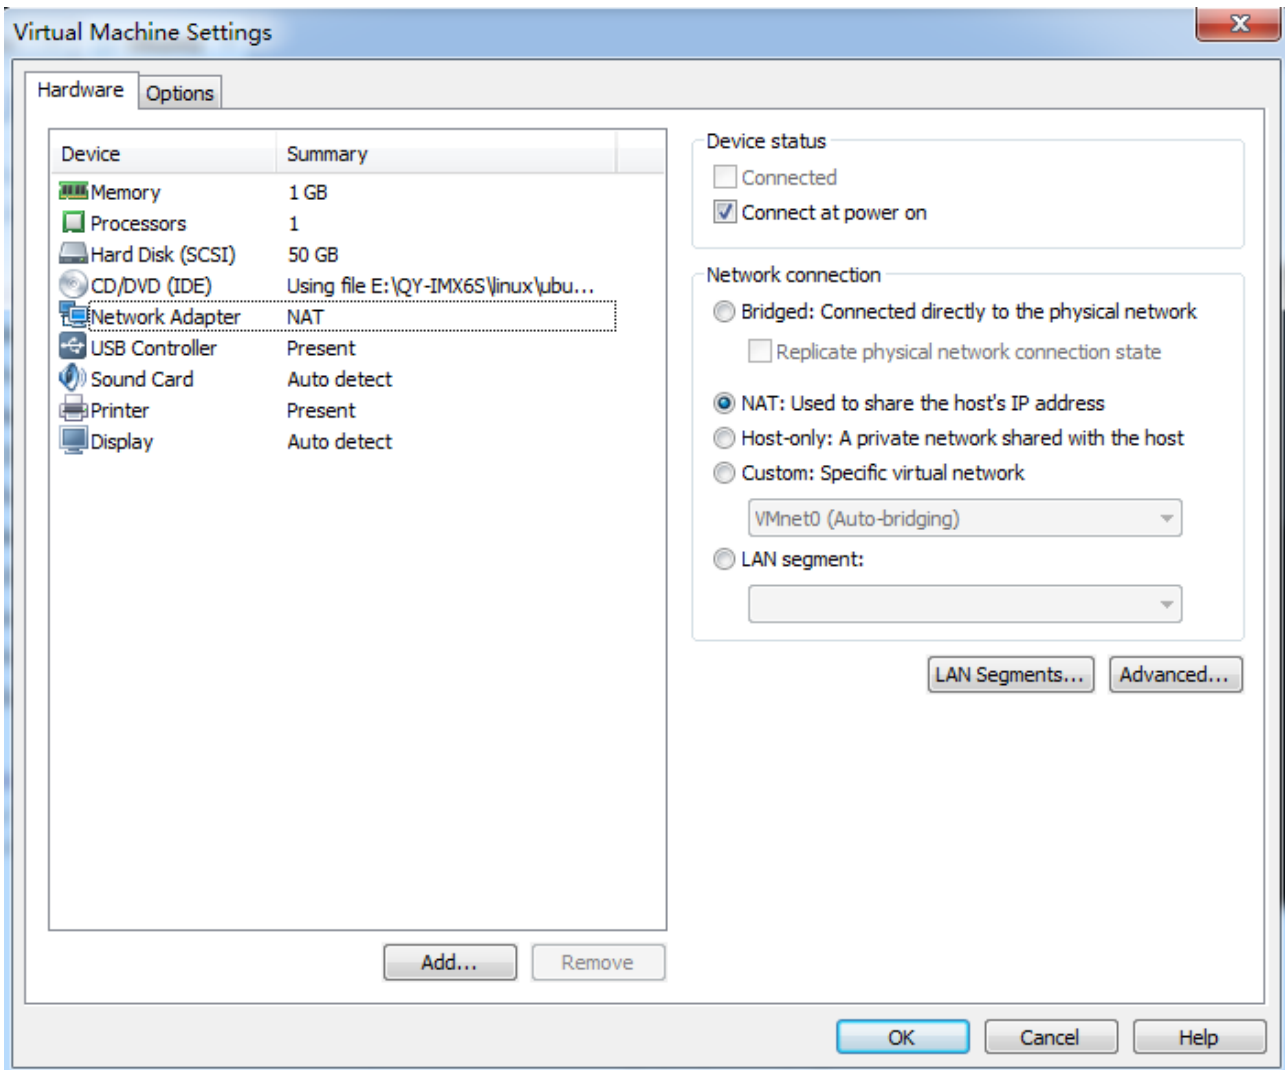 Virtual Machine Settings
Hardware
Options
Device Summary
Memory 1 GB
Processors 1
Hard Disk (SCSI) 50 GB
CD/DVD (IDE) Using file E:\QY-IMX6S\linux\ubu...
Network Adapter NAT
USB Controller Present
Sound Card Auto detect
Printer Present
Display Auto detect
Add...
Remove
Device status
Connected
Connect at power on
Network connection
Bridged: Connected directly to the physical network
Replicate physical network connection state
NAT: Used to share the host's IP address
Host-only: A private network shared with the host
Custom: Specific virtual network
VMnet0 (Auto-bridging)
LAN segment:
LAN Segments...
Advanced...
OK
Cancel
Help